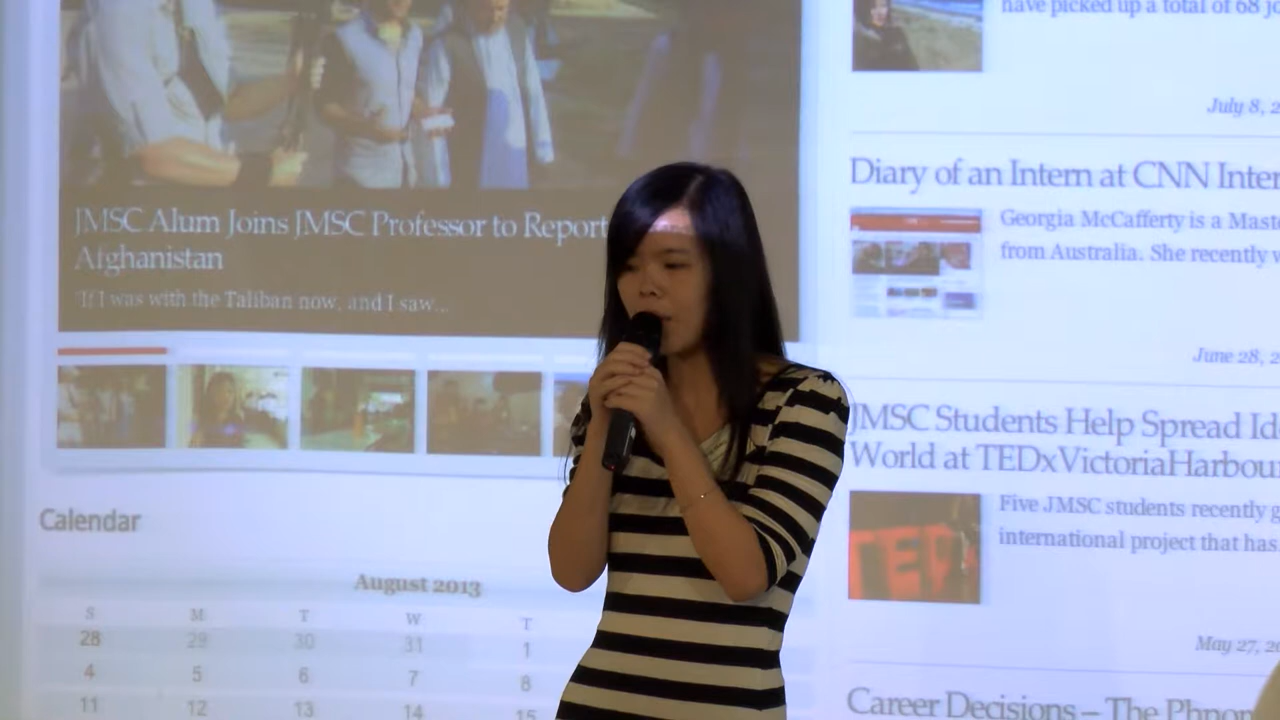 JMSC Alum Joins JMSC Professor to Report
Afghanistan
"If I was with the Taliban now, and I saw...
Calendar
August 2013
S M T W T
28 29 30 31 1
4 5 6 7 8
11 12 13 14 15
have picked up a total of 68
July 8,
Diary of an Intern at CNN
Georgia McCafferty is a
from Australia. She recently
June 28,
JMSC Students Help Spread
World at TEDxVictoriaHarbour
Five JMSC students recently
international project that has
May 27,
Career Decisions – The
TED